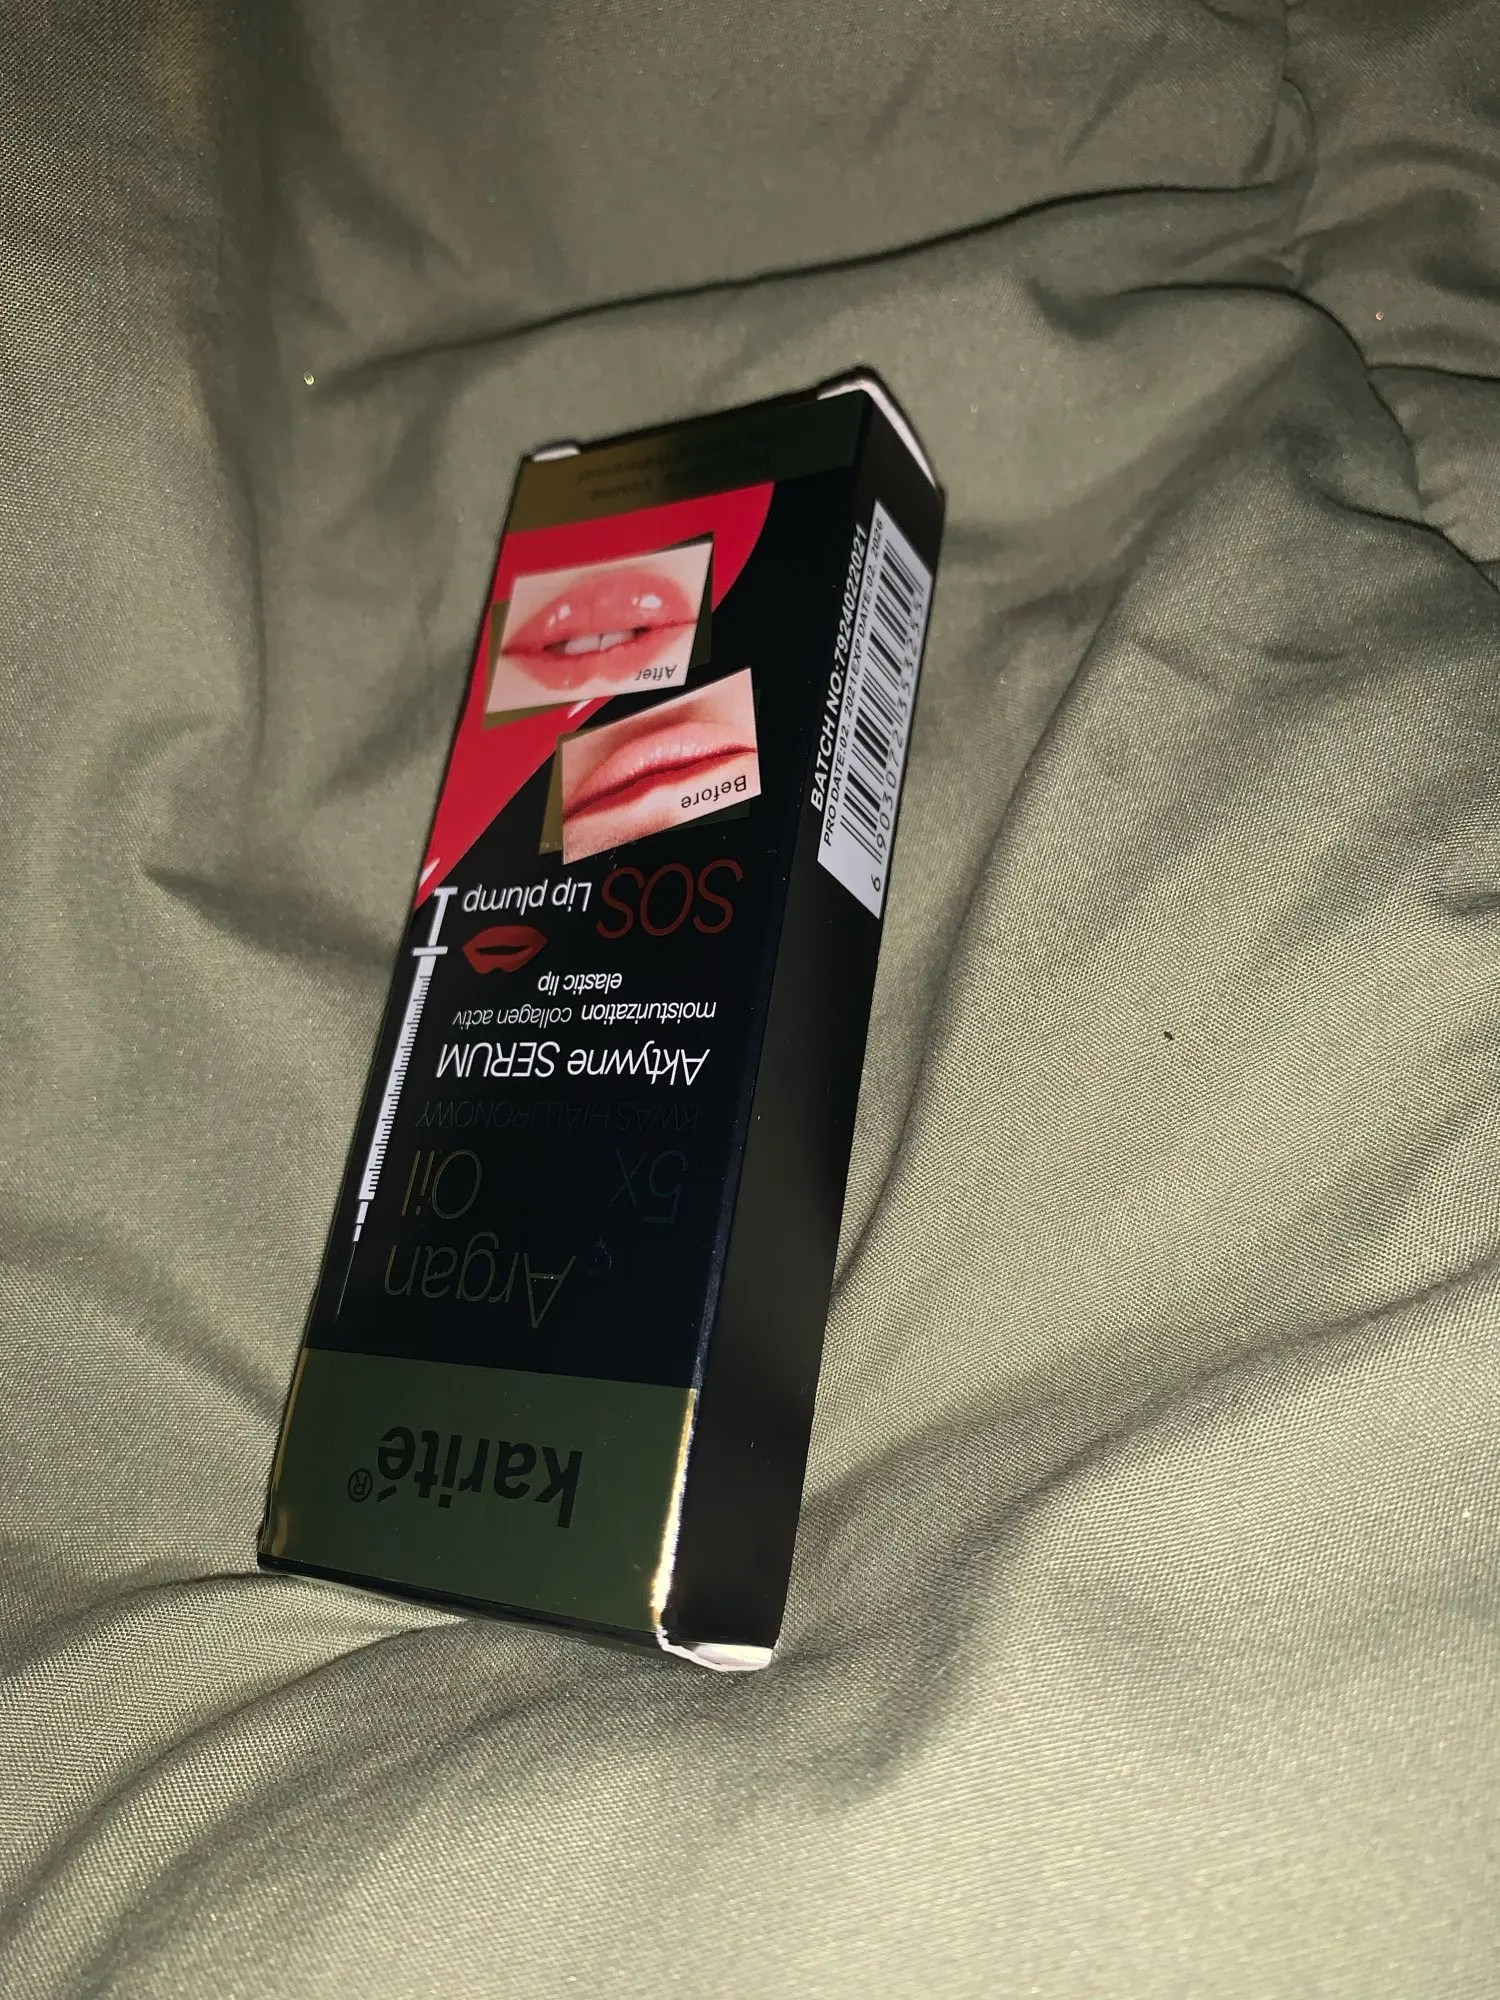 karité®
Argan
Oil
5x
KWAS HIALURONOWY
Aktywne SERUM
moisturization collagen activ
elastic lip
SOS Lip plump
Before
After
BATCH NO:7924022021
PRO DATE:02. 2021 EXP DATE:02. 2026